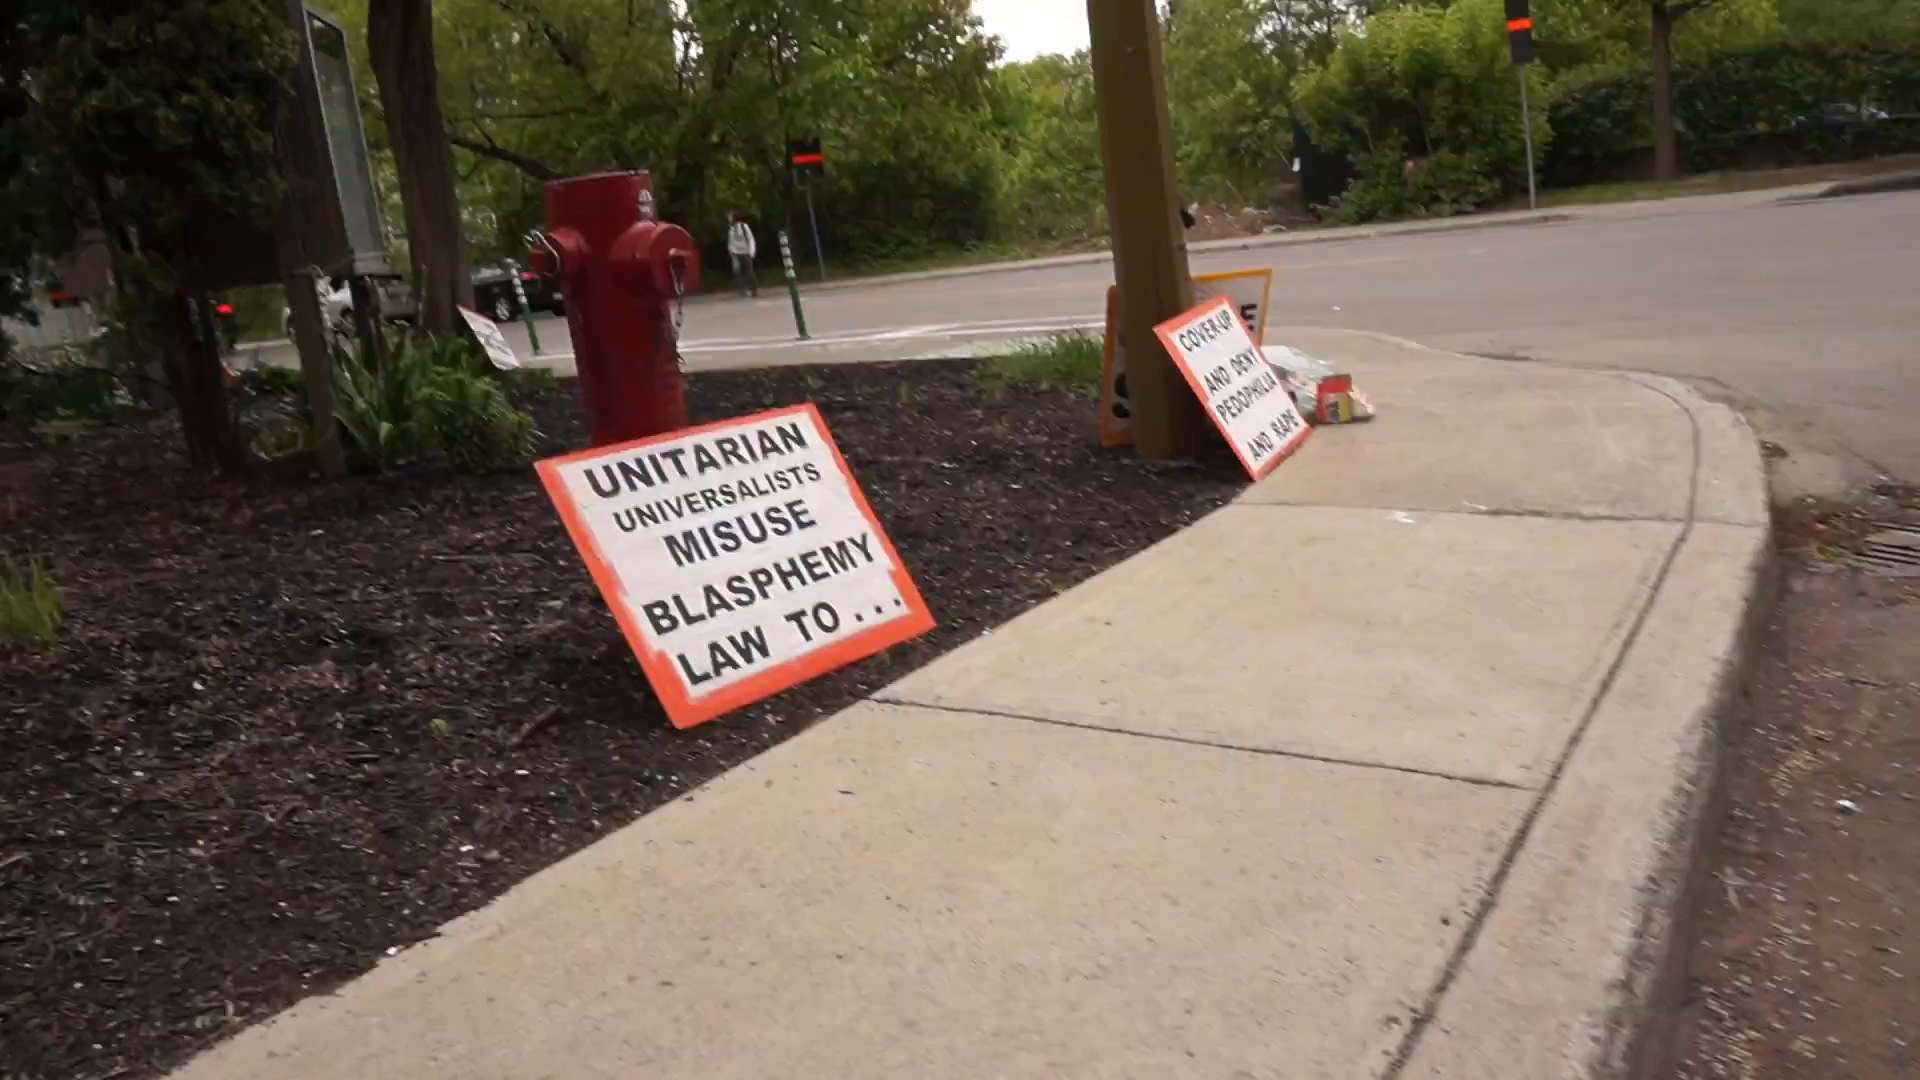 UNITARIAN
UNIVERSALISTS
MISUSE
BLASPHEMY
LAW TO . . .
COVER-UP
AND DENY
PEDOPHILIA
AND RAPE
E